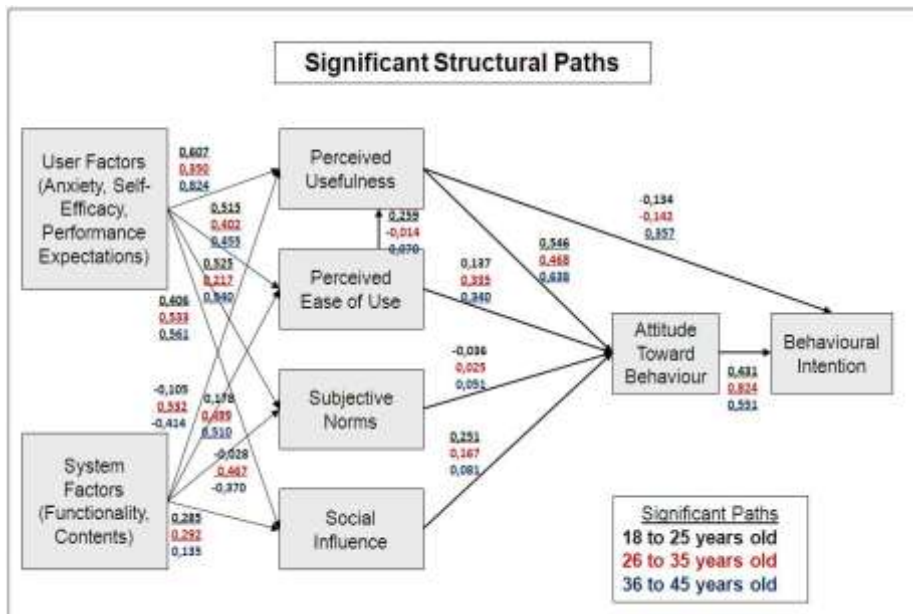 Significant Structural Paths
User Factors
(Anxiety, Self-
Efficacy,
Performance
Expectations)
System
Factors
(Functionality,
Contents)
0,607
0,350
0,824
0,515
0,402
0,455
0,525
0,217
0,540
0,406
0,533
0,561
-0,105
0,532
-0,414
0,178
0,499
0,510
-0,028
0,467
-0,370
0,285
0,292
0,135
Perceived
Usefulness
0,259
-0,014
0,070
Perceived
Ease of Use
Subjective
Norms
Social
Influence
-0,134
-0,142
0,357
0,546
0,468
0,638
0,137
0,335
0,340
-0,036
0,025
0,051
0,251
0,167
0,081
Attitude
Toward
Behaviour
0,431
0,824
0,551
Behavioural
Intention
Significant Paths
18 to 25 years old
26 to 35 years old
36 to 45 years old